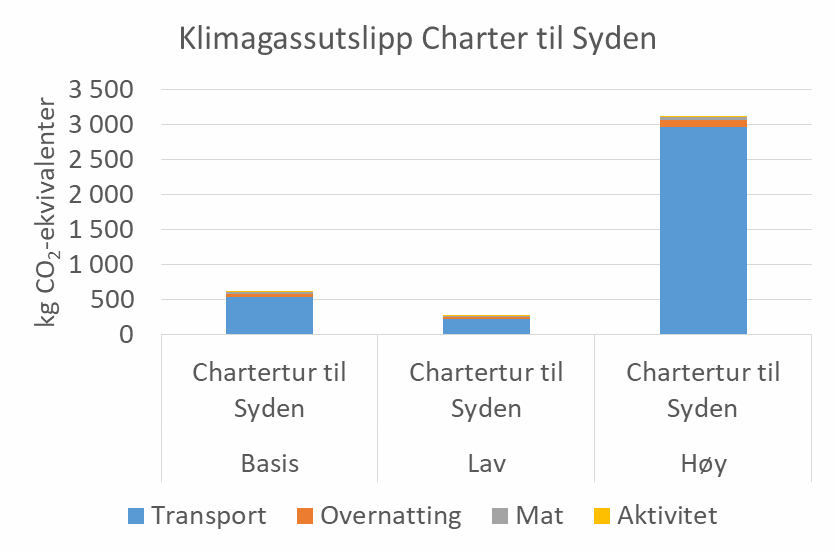 Klimagassutslipp Charter til Syden
kg CO₂-ekvivalenter
3 500
3 000
2 500
2 000
1 500
1 000
500
0
Chartertur til
Syden
Chartertur til
Syden
Chartertur til
Syden
Basis
Lav
Høy
Transport
Overnatting
Mat
Aktivitet